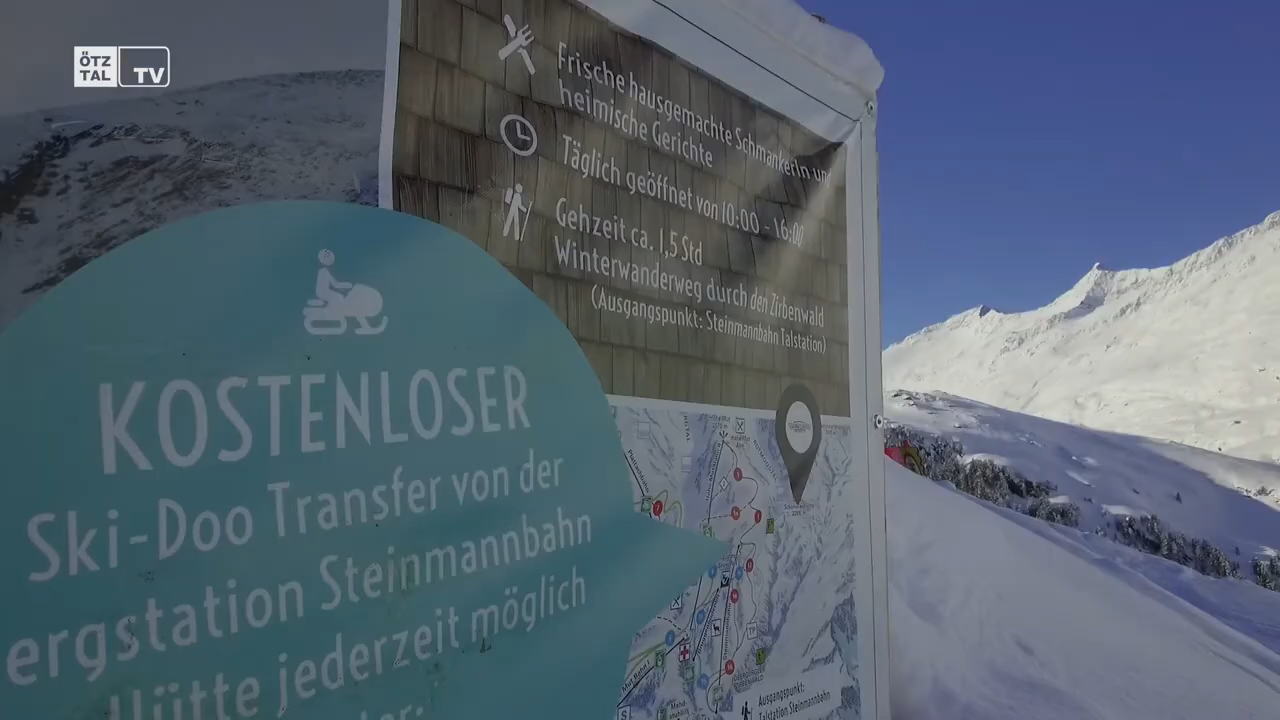 ÖTZ
TAL TV
Frische hausgemachte Schmankerln und
heimische Gerichte
Täglich geöffnet von 10:00 - 16:00
Gehzeit ca. 1,5 Std
Winterwanderweg durch den Zirbenwald
(Ausgangspunkt: Steinmannbahn Talstation)
KOSTENLOSER
Ski-Doo Transfer von der
ergstation Steinmannbahn
Hütte jederzeit möglich
Ausgangspunkt:
Talstation Steinmannbahn